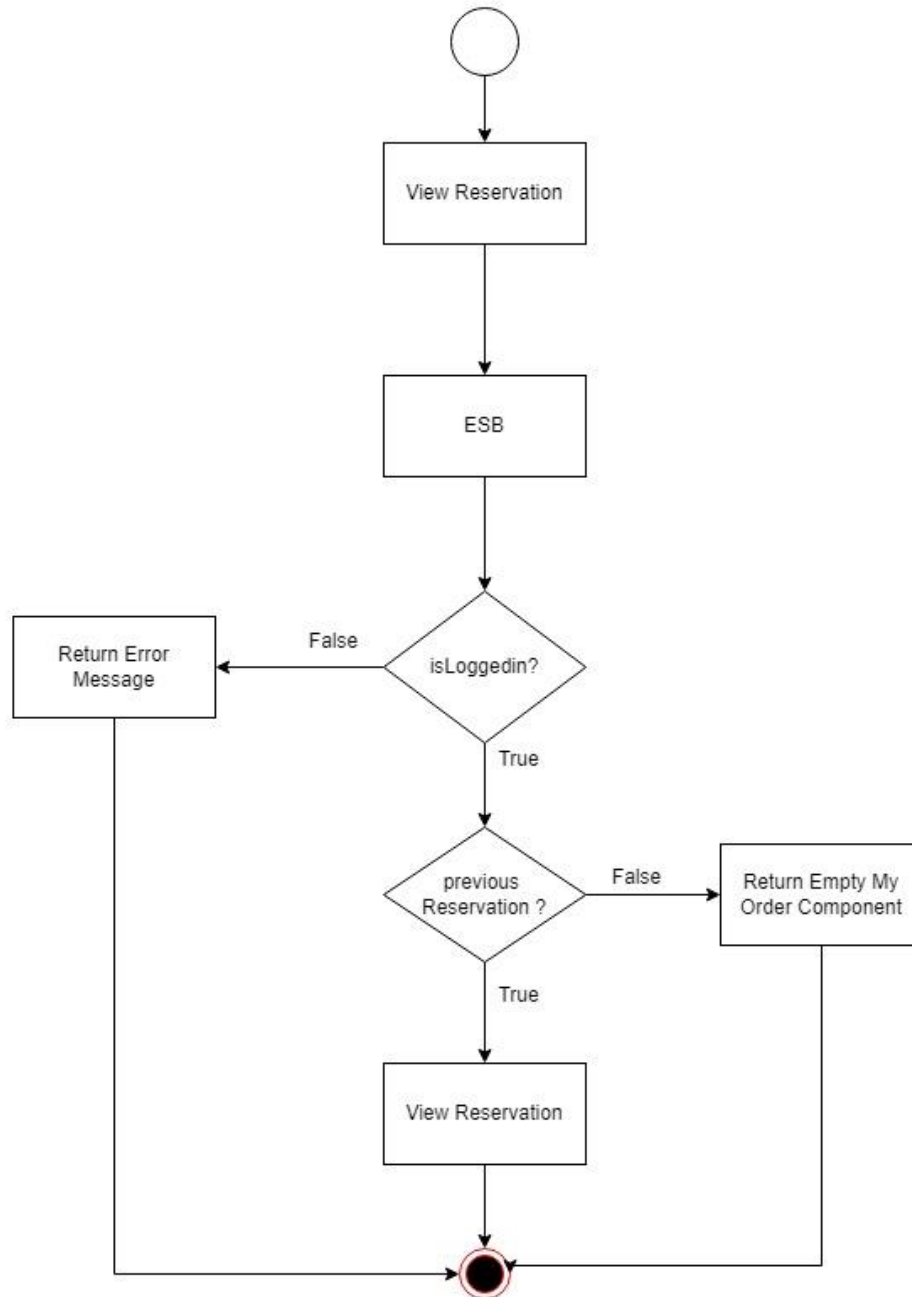 View Reservation
ESB
False
isLoggedin?
Return Error
Message
True
previous
Reservation ?
False
Return Empty My
Order Component
True
View Reservation